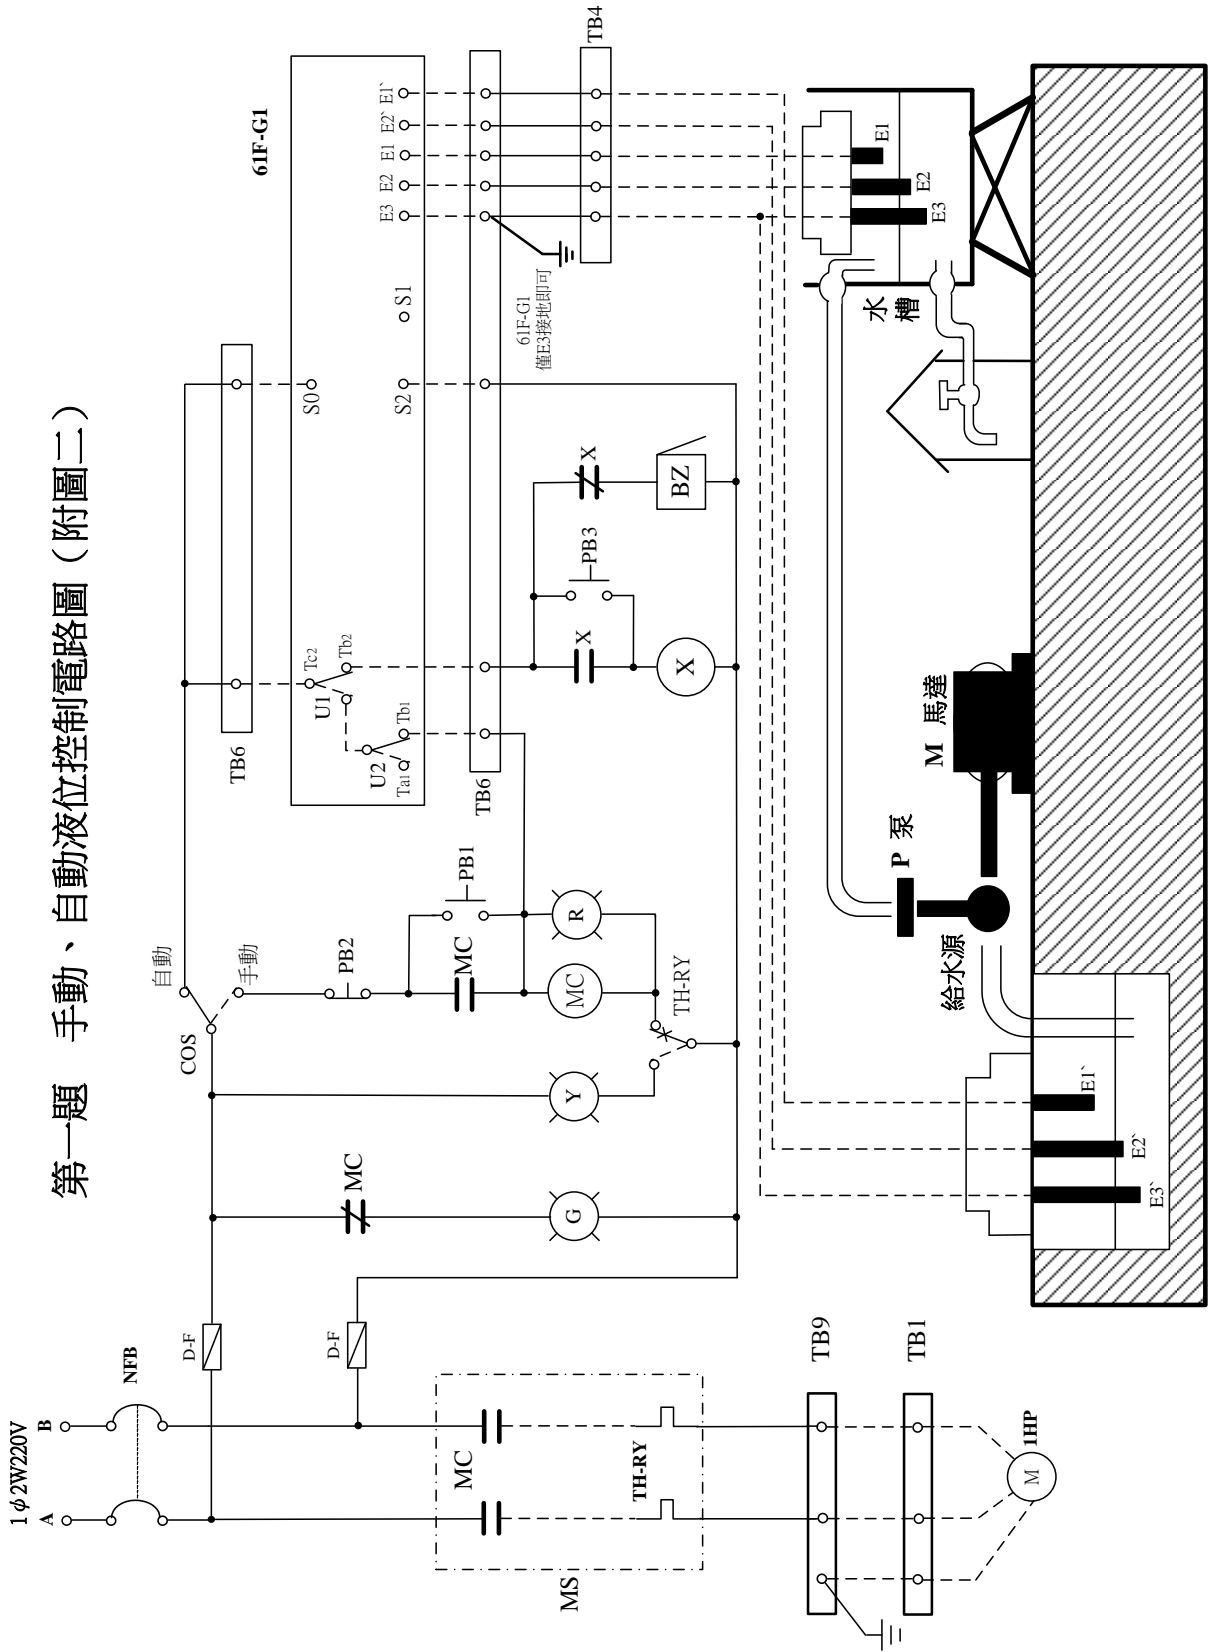 第一題 手動、自動液位控制電路圖(附圖二)
1ψ2W220V
A
B
NFB
D-F
D-F
MC
TH-RY
MS
TB9
TB1
M
1HP
COS
自動
手動
MC
G
Y
PB2
MC
PB1
MC
R
TH-RY
TB6
61F-G1
U1
Tc2
Tb2
U2
Ta1
Tb1
S0
S2
S1
E3
E2
E1
E2`
E1`
TB6
TB4
61F-G1
僅E3接地即可
X
PB3
X
X
BZ
E3`
E2`
E1`
給水源
P 泵
M 馬達
水槽
E3
E2
E1